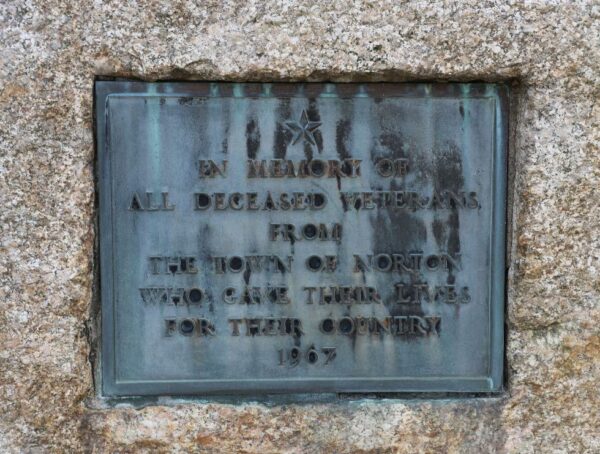 IN MEMORY OF
ALL DECEASED VETERANS
FROM
THE TOWN OF NORTON
WHO GAVE THEIR LIVES
FOR THEIR COUNTRY
1967